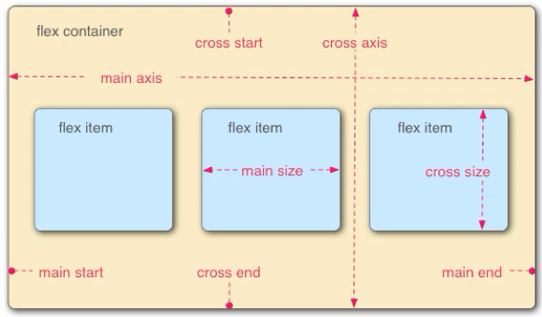 flex container
cross start
cross axis
main axis
flex item
flex item
flex item
main size
cross size
main start
cross end
main end